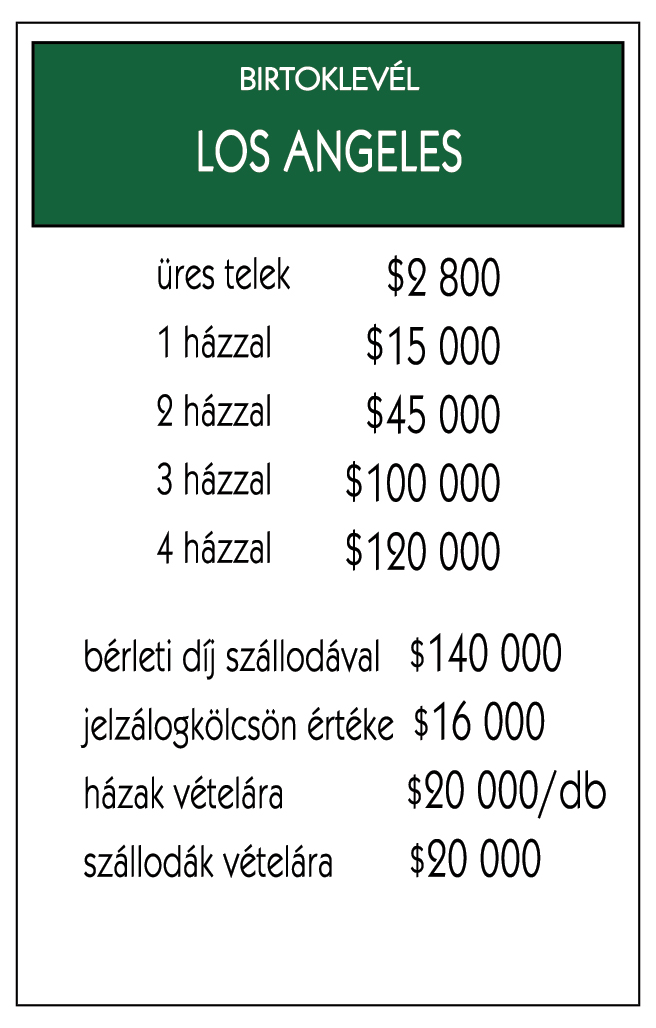 BIRTOKLEVÉL
LOS ANGELES
üres telek $2 800
1 házzal $15 000
2 házzal $45 000
3 házzal $100 000
4 házzal $120 000
bérleti díj szállodával $140 000
jelzálogkölcsön értéke $16 000
házak vételára $20 000/db
szállodák vételára $20 000